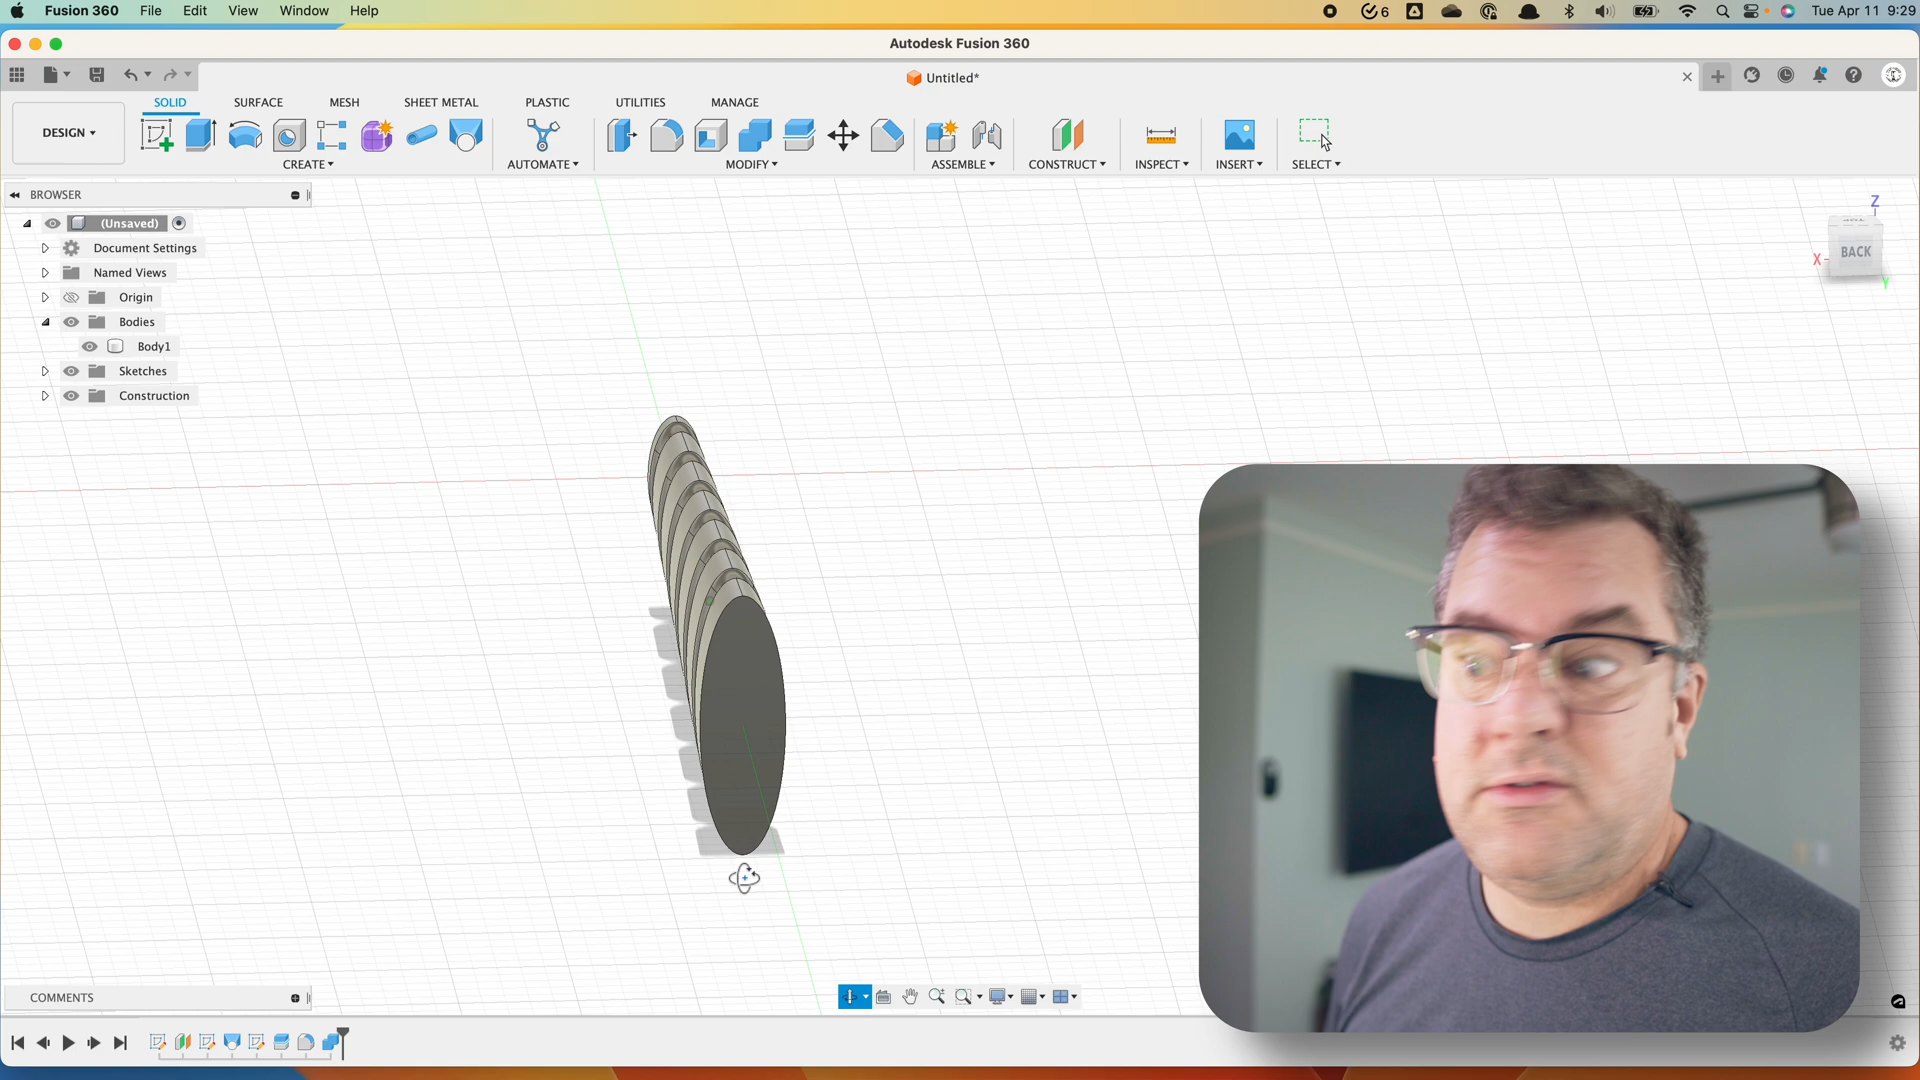 Fusion 360 File Edit View Window Help 6 Tue Apr 11 9:29
Autodesk Fusion 360
Untitled*
SOLID SURFACE MESH SHEET METAL PLASTIC UTILITIES MANAGE
DESIGN
CREATE AUTOMATE MODIFY ASSEMBLE CONSTRUCT INSPECT INSERT SELECT
BROWSER
(Unsaved)
Document Settings
Named Views
Origin
Bodies
Body1
Sketches
Construction
Z
BACK
X
Y
COMMENTS